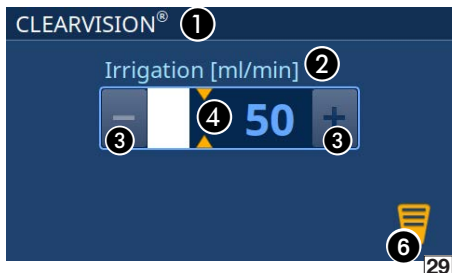 CLEARVISION® 1
Irrigation [ml/min] 2
− 4 50 +
3 3
6
29